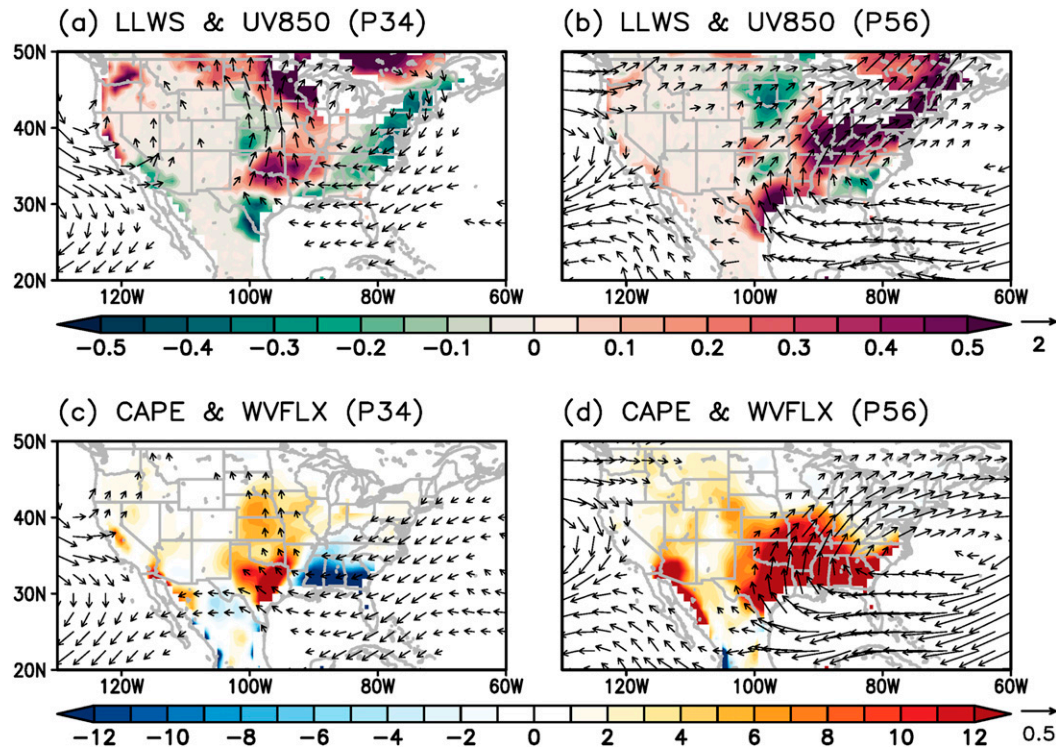 (a) LLWS & UV850 (P34)
(b) LLWS & UV850 (P56)
50N
40N
30N
20N
120W 100W 80W 60W
50N
40N
30N
20N
120W 100W 80W 60W
−0.5 −0.4 −0.3 −0.2 −0.1 0 0.1 0.2 0.3 0.4 0.5 2
(c) CAPE & WVFLX (P34)
(d) CAPE & WVFLX (P56)
50N
40N
30N
20N
120W 100W 80W 60W
50N
40N
30N
20N
120W 100W 80W 60W
−12 −10 −8 −6 −4 −2 0 2 4 6 8 10 12 0.5